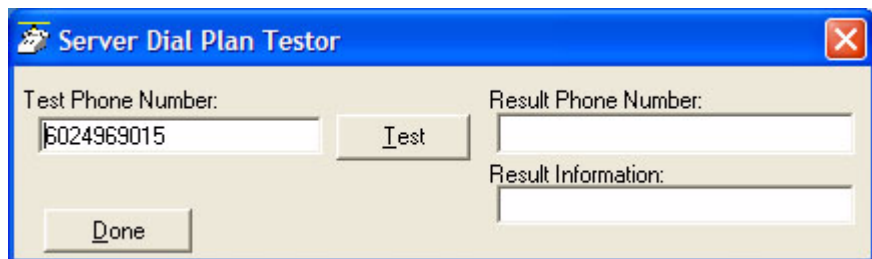 Server Dial Plan Testor
Test Phone Number:
6024969015
Test
Result Phone Number:
Result Information:
Done